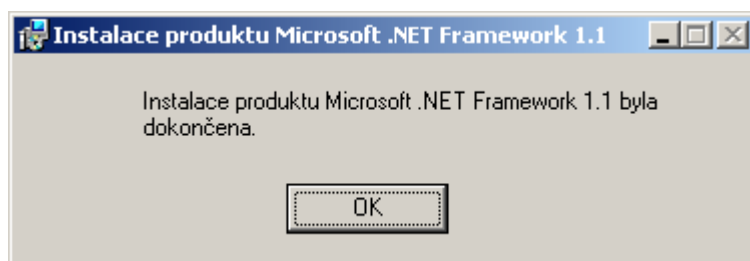 Instalace produktu Microsoft .NET Framework 1.1
Instalace produktu Microsoft .NET Framework 1.1 byla
dokončena.
OK